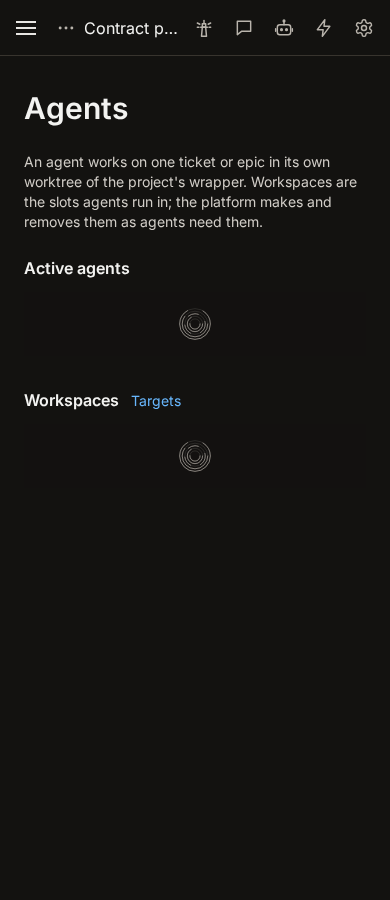 Contract p...
Agents
An agent works on one ticket or epic in its own
worktree of the project's wrapper. Workspaces are
the slots agents run in; the platform makes and
removes them as agents need them.
Active agents
Workspaces Targets